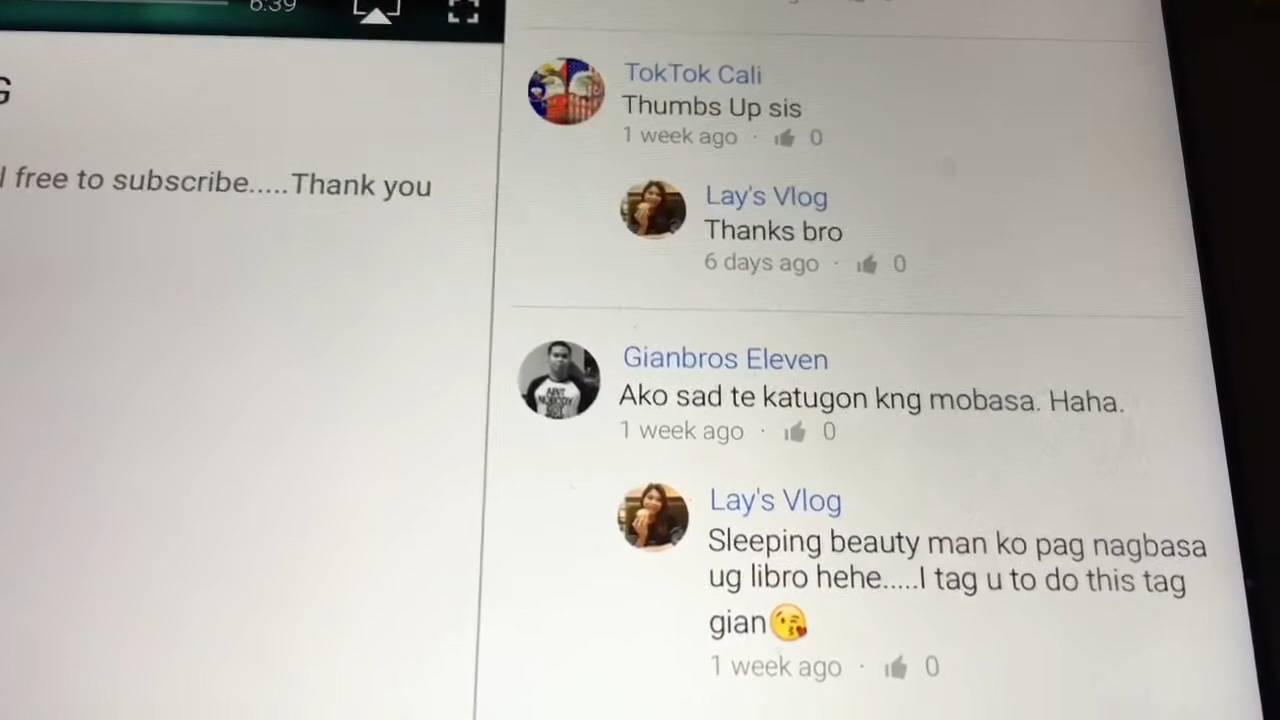 6:39
G
l free to subscribe.....Thank you
TokTok Cali
Thumbs Up sis
1 week ago · 0
Lay's Vlog
Thanks bro
6 days ago · 0
Gianbros Eleven
Ako sad te katugon kng mobasa. Haha.
1 week ago · 0
Lay's Vlog
Sleeping beauty man ko pag nagbasa
ug libro hehe.....I tag u to do this tag
gian😘
1 week ago · 0